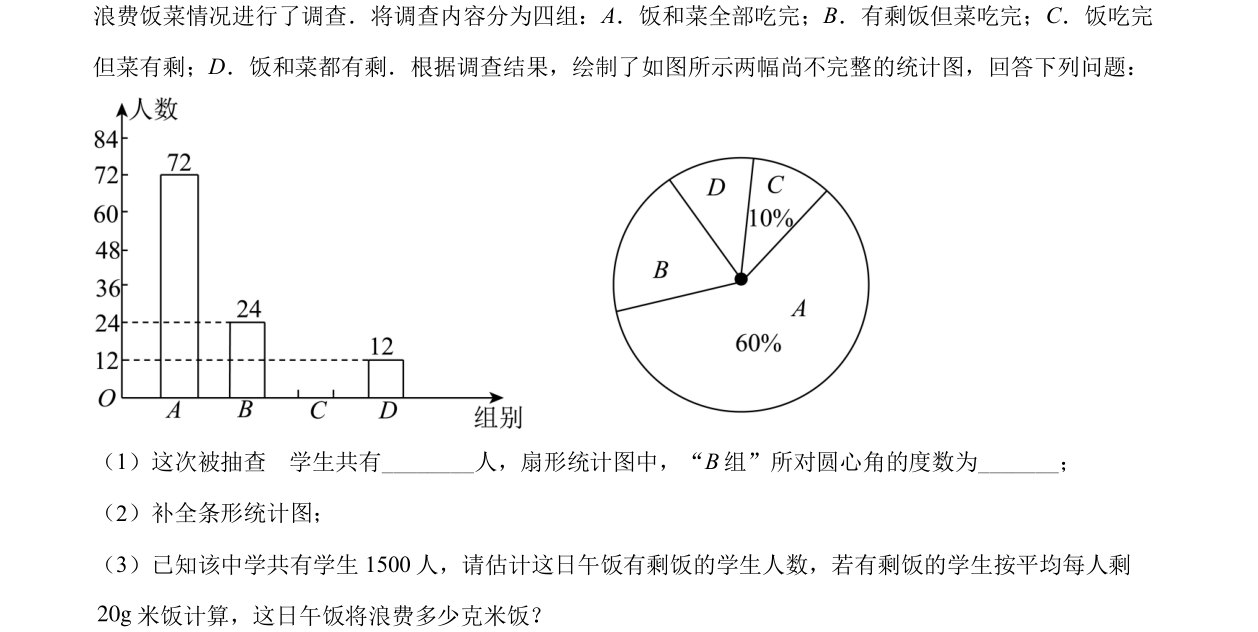 浪费饭菜情况进行了调查．将调查内容分为四组：A．饭和菜全部吃完；B．有剩饭但菜吃完；C．饭吃完
但菜有剩；D．饭和菜都有剩．根据调查结果，绘制了如图所示两幅尚不完整的统计图，回答下列问题：
人数
84
72
60
48
36
24
12
O
72
24
12
A B C D
组别
D C
10%
B
A
60%
（1）这次被抽查　学生共有________人，扇形统计图中，“B组”所对圆心角的度数为_______；
（2）补全条形统计图；
（3）已知该中学共有学生 1500 人，请估计这日午饭有剩饭的学生人数，若有剩饭的学生按平均每人剩
20g 米饭计算，这日午饭将浪费多少克米饭？